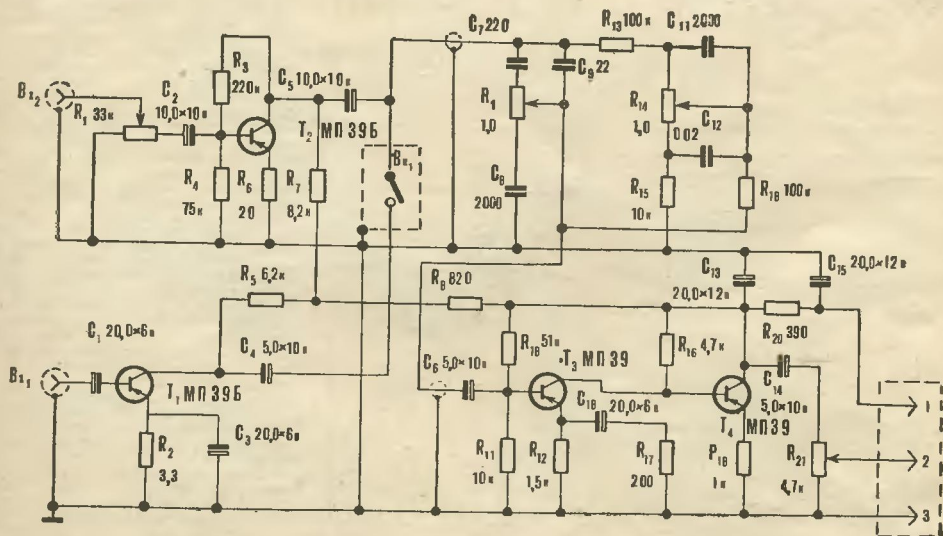 Вх₂
R₁ 33к
C₂
10,0×10в
R₃
220к
C₅ 10,0×10в
T₂ МП 39Б
R₄
75к
R₆
20
R₇
8,2к
Вк₁
C₇ 220
C₉ 22
R₁
1,0
C₈
2000
R₁₃ 100к
C₁₁ 2000
R₁₄
1,0
C₁₂
0 02
R₁₅
10к
R₁₈ 100к
R₅ 6,2к
R₈ 820
C₁₃
20,0×12в
C₁₅ 20,0×12в
R₂₀ 390
Вх₁
C₁ 20,0×6в
T₁ МП 39Б
C₄ 5,0×10в
R₂
3,3
C₃ 20,0×6в
C₆ 5,0×10в
R₁₈ 51к
T₃ МП 39
R₁₆ 4,7к
C₁₈
20,0×6в
R₁₁
10к
R₁₂
1,5к
R₁₇
200
T₄ МП 39
P₁₈
1к
C₁₄
5,0×10в
R₂₁
4,7к
1
2
3